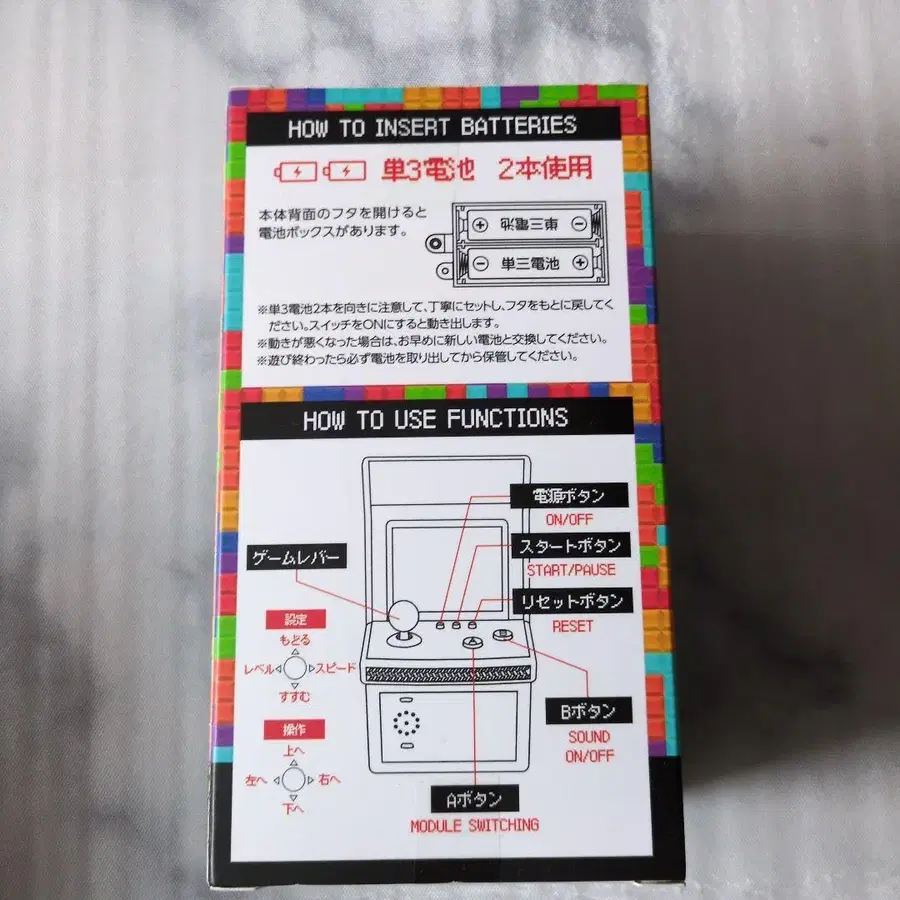 HOW TO INSERT BATTERIES
単3電池 2本使用
本体背面のフタを開けると
電池ボックスがあります。
単三電池
単三電池
※単3電池2本を向きに注意して、丁寧にセットし、フタをもとに戻してく
ださい。スイッチをONにすると動き出します。
※動きが悪くなった場合は、お早めに新しい電池と交換してください。
※遊び終わったら必ず電池を取り出してから保管してください。
HOW TO USE FUNCTIONS
電源ボタン
ON/OFF
スタートボタン
START/PAUSE
リセットボタン
RESET
ゲームレバー
設定
もどる
レベル
スピード
すすむ
操作
上へ
左へ
右へ
下へ
Bボタン
SOUND
ON/OFF
Aボタン
MODULE SWITCHING